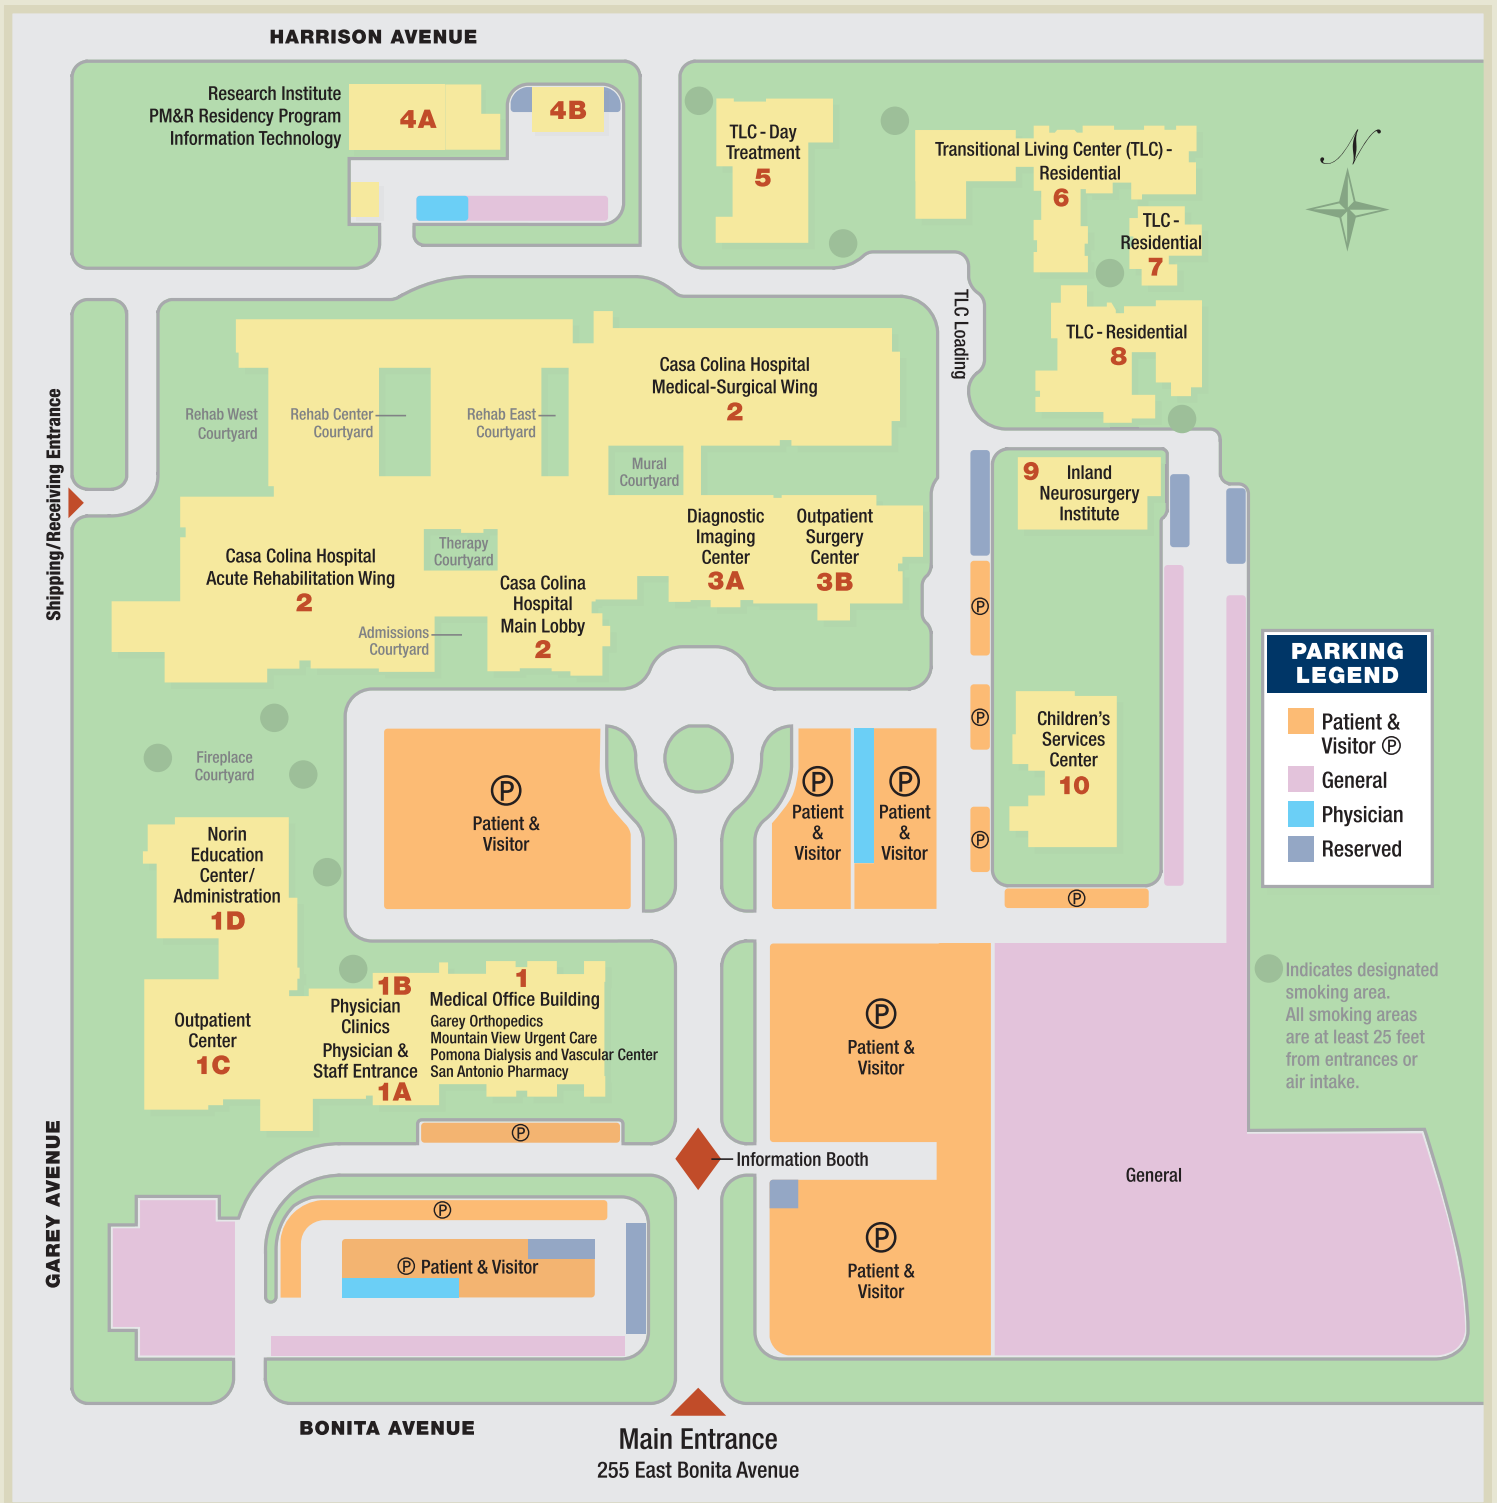 HARRISON AVENUE
Research Institute
PM&R Residency Program
Information Technology
4A
4B
TLC - Day
Treatment
5
Transitional Living Center (TLC) -
Residential
6
TLC -
Residential
7
TLC - Residential
8
N
TLC Loading
Casa Colina Hospital
Medical-Surgical Wing
2
Rehab West
Courtyard
Rehab Center
Courtyard
Rehab East
Courtyard
Mural
Courtyard
Shipping/Receiving Entrance
9
Inland
Neurosurgery
Institute
Diagnostic
Imaging
Center
3A
Outpatient
Surgery
Center
3B
Casa Colina Hospital
Acute Rehabilitation Wing
2
Therapy
Courtyard
Casa Colina
Hospital
Main Lobby
2
Admissions
Courtyard
P
P
P
P
PARKING
LEGEND
Patient &
Visitor P
General
Physician
Reserved
Children's
Services
Center
10
Fireplace
Courtyard
P
Patient &
Visitor
P
Patient
&
Visitor
P
Patient
&
Visitor
Norin
Education
Center/
Administration
1D
Outpatient
Center
1C
1B
Physician
Clinics
Physician &
Staff Entrance
1A
1
Medical Office Building
Garey Orthopedics
Mountain View Urgent Care
Pomona Dialysis and Vascular Center
San Antonio Pharmacy
P
Patient &
Visitor
Indicates designated
smoking area.
All smoking areas
are at least 25 feet
from entrances or
air intake.
GAREY AVENUE
P
Information Booth
General
P
P Patient & Visitor
P
Patient &
Visitor
BONITA AVENUE
Main Entrance
255 East Bonita Avenue